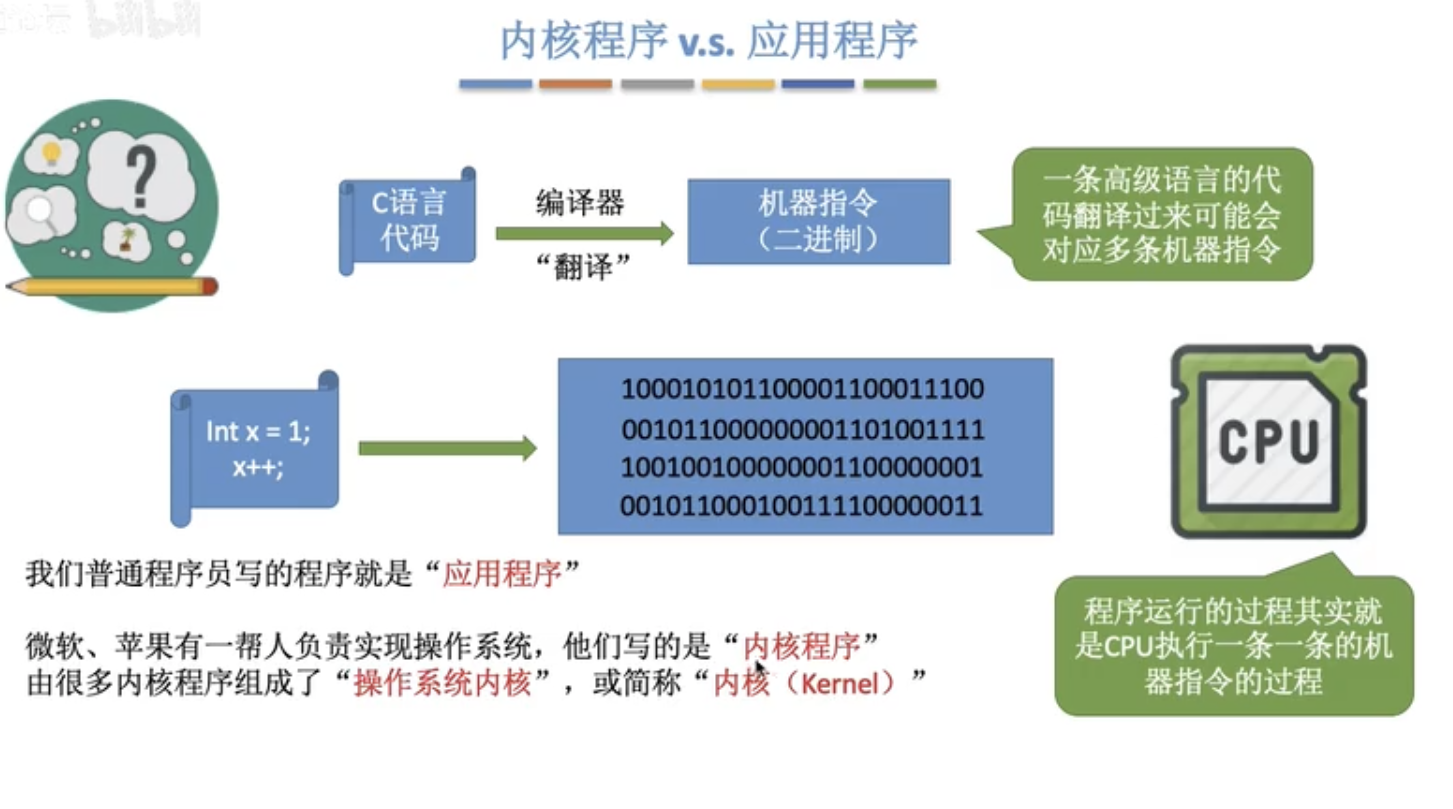 bilibili
内核程序 v.s. 应用程序
C语言
代码
编译器
“翻译”
机器指令
（二进制）
一条高级语言的代
码翻译过来可能会
对应多条机器指令
Int x = 1;
x++;
100010101100001100011100
001011000000001101001111
100100100000001100000001
001011000100111100000011
CPU
我们普通程序员写的程序就是“应用程序”
微软、苹果有一帮人负责实现操作系统，他们写的是“内核程序”
由很多内核程序组成了“操作系统内核”，或简称“内核（Kernel）”
程序运行的过程其实就
是CPU执行一条一条的机
器指令的过程